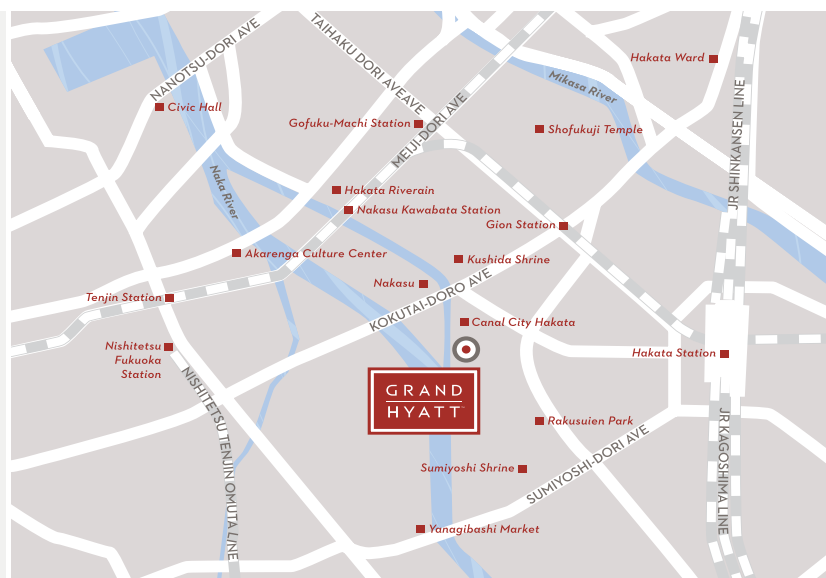 NANOTSU-DORI AVE
TAIHAKU DORI AVEAVE
Hakata Ward
Mikasa River
Civic Hall
Gofuku-Machi Station
MEIJI-DORI AVE
Shofukuji Temple
JR SHINKANSEN LINE
Naka River
Hakata Riverain
Nakasu Kawabata Station
Gion Station
Akarenga Culture Center
Kushida Shrine
Nakasu
KOKUTAI-DORO AVE
Tenjin Station
Canal City Hakata
Nishitetsu
Fukuoka
Station
Hakata Station
GRAND
HYATT™
NISHITETSU TENJIN OMUTA LINE
Rakusuien Park
Sumiyoshi Shrine
SUMIYOSHI-DORI AVE
JR KAGOSHIMA LINE
Yanagibashi Market